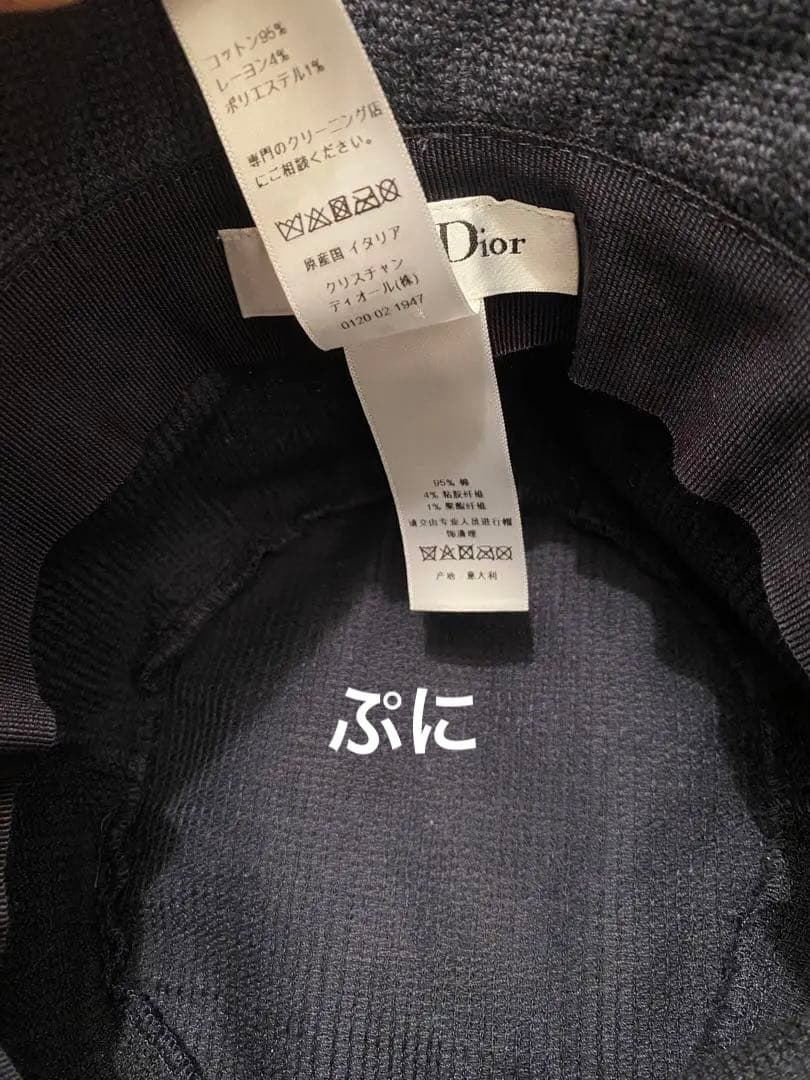 コットン95%
レーヨン4%
ポリエステル1%
専門のクリーニング店
にご相談ください。
原産国 イタリア
クリスチャン
ディオール(株)
0120 02 1947
Dior
95% 棉
4% 粘胶纤维
1% 聚酯纤维
请交由专业人员进行帽
饰清理
产地 意大利
ぷに